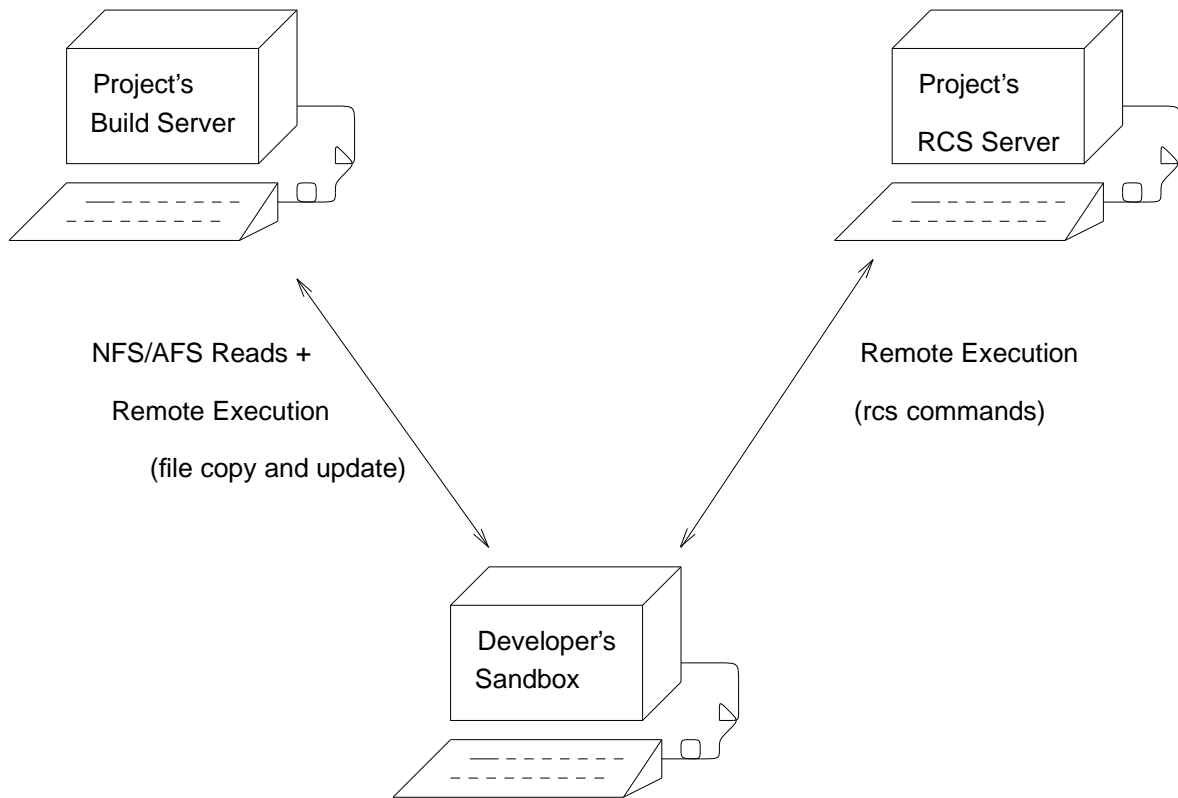 Project's
Build Server
Project's
RCS Server
NFS/AFS Reads +
Remote Execution
(file copy and update)
Remote Execution
(rcs commands)
Developer's
Sandbox